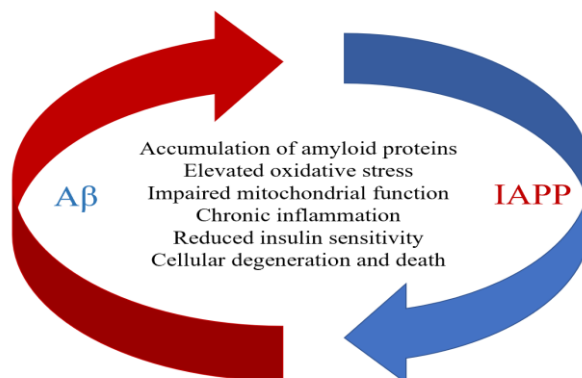 Accumulation of amyloid proteins
Elevated oxidative stress
Aβ
Impaired mitochondrial function
IAPP
Chronic inflammation
Reduced insulin sensitivity
Cellular degeneration and death